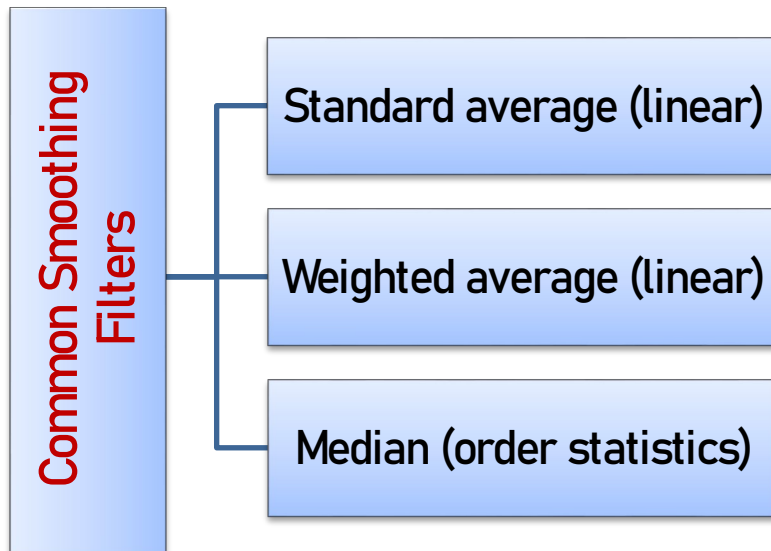 Common Smoothing
Filters
Standard average (linear)
Weighted average (linear)
Median (order statistics)